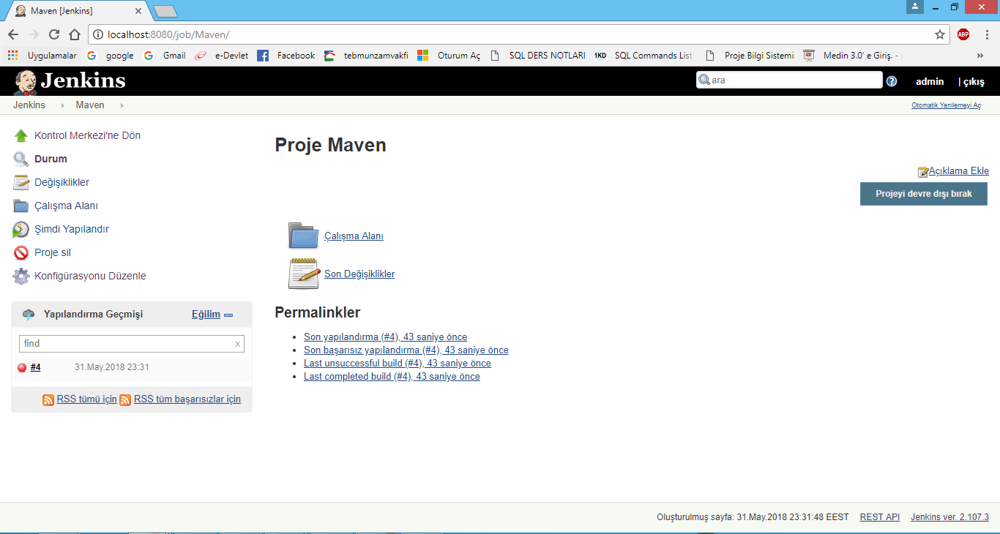 Maven [Jenkins]
localhost:8080/job/Maven/
ABP
Uygulamalar google Gmail e-Devlet Facebook tebmunzamvakfi Oturum Aç SQL DERS NOTLARI 1KD SQL Commands List Proje Bilgi Sistemi Medin 3.0' e Giriş. - »
Jenkins ara ? admin | çıkış
Jenkins Maven Otomatik Yenilemeyi Aç
Kontrol Merkezi'ne Dön
Durum
Değişiklikler
Çalışma Alanı
Şimdi Yapılandır
Proje sil
Konfigürasyonu Düzenle
Yapılandırma Geçmişi Eğilim
find x
#4 31.May.2018 23:31
RSS tümü için RSS tüm başarısızlar için
Proje Maven
Açıklama Ekle
Projeyi devre dışı bırak
Çalışma Alanı
Son Değişiklikler
Permalinkler
• Son yapılandırma (#4), 43 saniye önce
• Son başarısız yapılandırma (#4), 43 saniye önce
• Last unsuccessful build (#4), 43 saniye önce
• Last completed build (#4), 43 saniye önce
Oluşturulmuş sayfa: 31.May.2018 23:31:48 EEST REST API Jenkins ver. 2.107.3